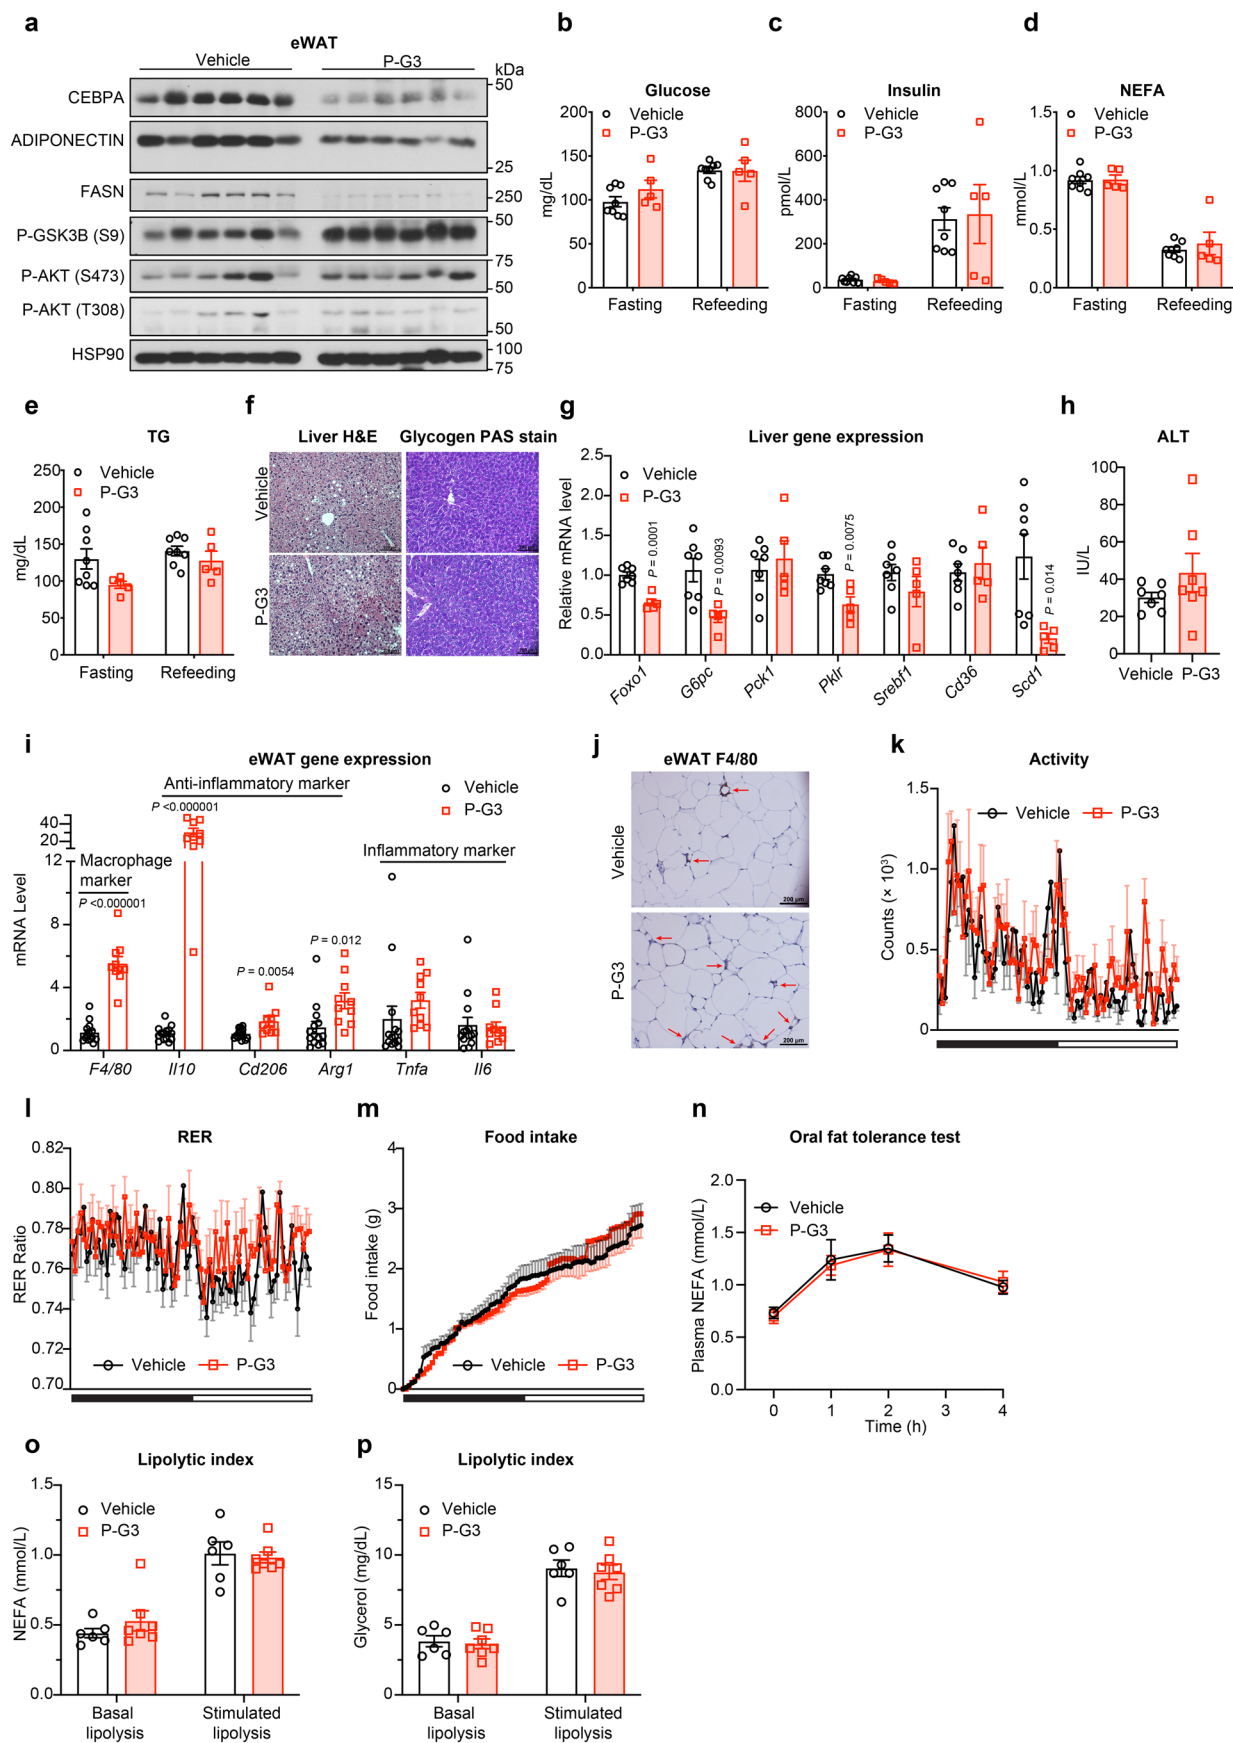 a
eWAT
Vehicle
P-G3
kDa
CEBPA
50
ADIPONECTIN
25
FASN
250
P-GSK3B (S9)
50
P-AKT (S473)
75
50
P-AKT (T308)
50
HSP90
100
75
b
Glucose
Vehicle
P-G3
mg/dL
200
150
100
50
0
Fasting
Refeeding
c
Insulin
Vehicle
P-G3
pmol/L
800
600
400
200
0
Fasting
Refeeding
d
NEFA
Vehicle
P-G3
mmol/L
1.5
1.0
0.5
0.0
Fasting
Refeeding
e
TG
Vehicle
P-G3
mg/dL
250
200
150
100
50
0
Fasting
Refeeding
f
Liver H&E
Glycogen PAS stain
Vehicle
P-G3
g
Liver gene expression
Vehicle
P-G3
Relative mRNA level
2.5
2.0
1.5
1.0
0.5
0.0
P = 0.0001
P = 0.0093
P = 0.0075
P = 0.014
Foxo1
G6pc
Pck1
Pklr
Srebf1
Cd36
Scd1
h
ALT
IU/L
100
80
60
40
20
0
Vehicle
P-G3
i
eWAT gene expression
Anti-inflammatory marker
Vehicle
P-G3
P <0.000001
Inflammatory marker
Macrophage
marker
P <0.000001
P = 0.0054
P = 0.012
mRNA Level
40
20
12
8
4
0
F4/80
Il10
Cd206
Arg1
Tnfa
Il6
j
eWAT F4/80
Vehicle
200 µm
P-G3
200 µm
k
Activity
Vehicle
P-G3
Counts (× 10³)
1.5
1.0
0.5
0
l
RER
RER Ratio
0.82
0.80
0.78
0.76
0.74
0.72
0.70
Vehicle
P-G3
m
Food intake
Food intake (g)
4
3
2
1
0
Vehicle
P-G3
n
Oral fat tolerance test
Vehicle
P-G3
Plasma NEFA (mmol/L)
2.0
1.5
1.0
0.5
0.0
0
1
2
3
4
Time (h)
o
Lipolytic index
Vehicle
P-G3
NEFA (mmol/L)
1.5
1.0
0.5
0.0
Basal
lipolysis
Stimulated
lipolysis
p
Lipolytic index
Vehicle
P-G3
Glycerol (mg/dL)
15
10
5
0
Basal
lipolysis
Stimulated
lipolysis